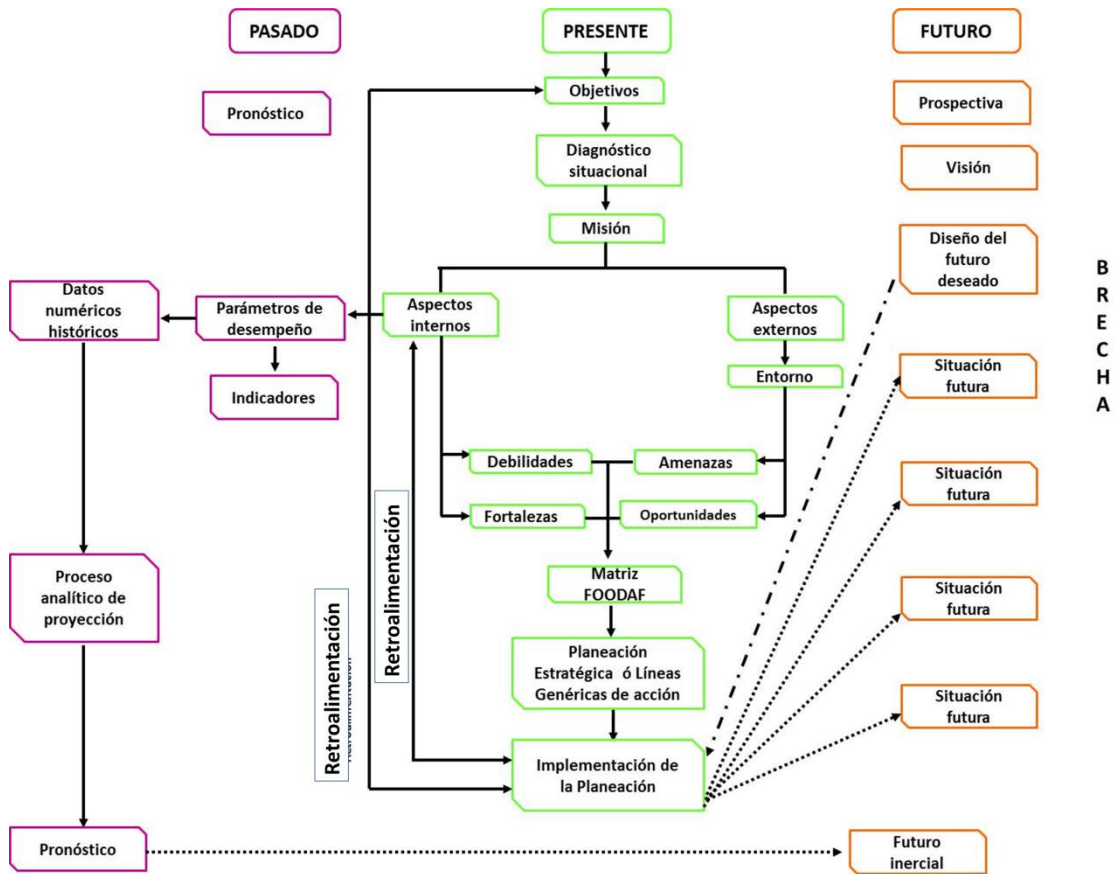 PASADO
PRESENTE
FUTURO
Pronóstico
Objetivos
Prospectiva
Diagnóstico
situacional
Visión
Misión
Diseño del
futuro
deseado
B
R
E
C
H
A
Datos
numéricos
históricos
Parámetros de
desempeño
Aspectos
internos
Aspectos
externos
Indicadores
Entorno
Situación
futura
Debilidades
Amenazas
Situación
futura
Fortalezas
Oportunidades
Retroalimentación
Retroalimentación
Proceso
analítico de
proyección
Matriz
FOODAF
Situación
futura
Planeación
Estratégica ó Líneas
Genéricas de acción
Situación
futura
Implementación de
la Planeación
Pronóstico
Futuro
inercial